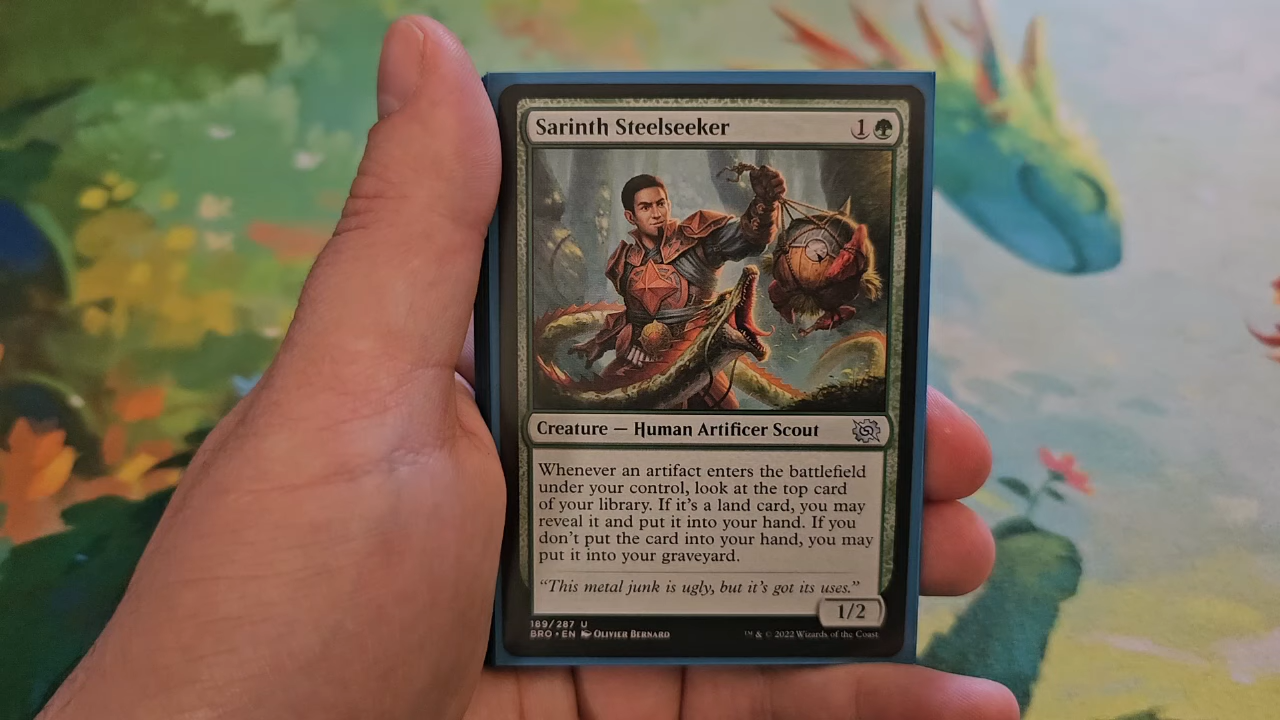 Sarinth Steelseeker 1
Creature — Human Artificer Scout
Whenever an artifact enters the battlefield
under your control, look at the top card
of your library. If it's a land card, you may
reveal it and put it into your hand. If you
don't put the card into your hand, you may
put it into your graveyard.
"This metal junk is ugly, but it's got its uses."
1/2
189/287 U
BRO • EN Olivier Bernard ™ & © 2022 Wizards of the Coast